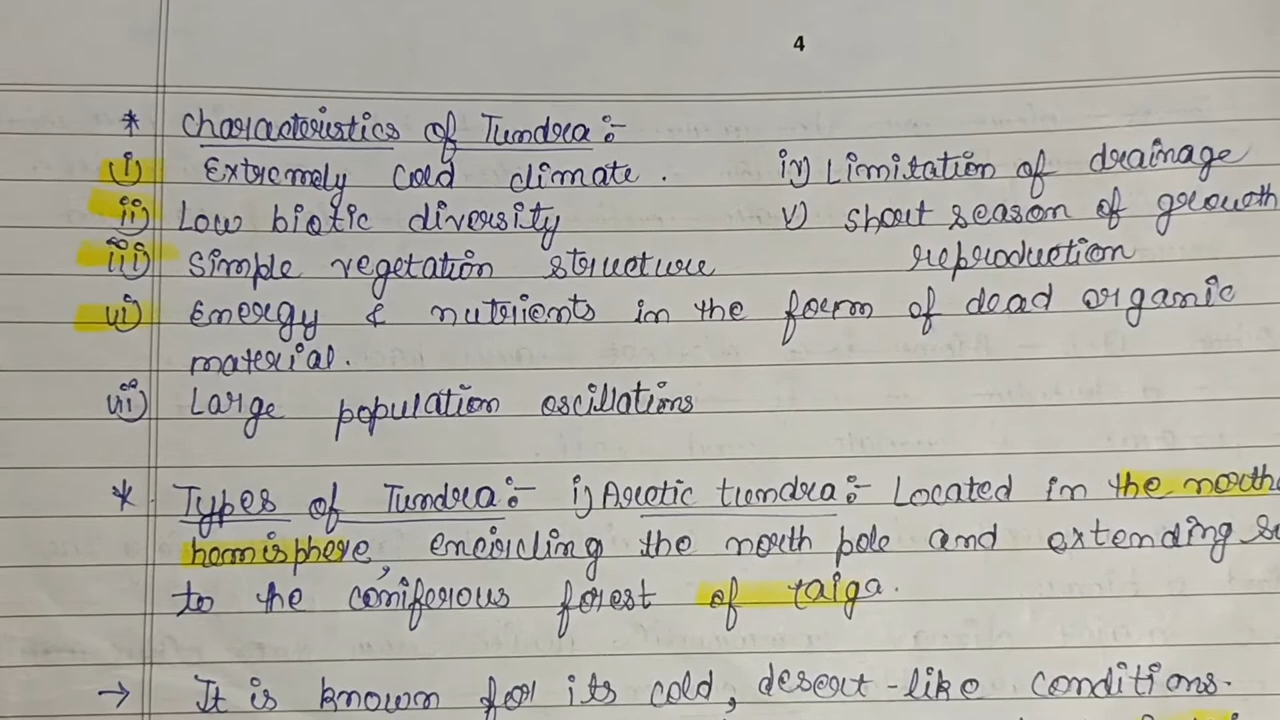 4
* Characteristics of Tundra:-
i) Extremely cold climate. iv) Limitation of drainage
ii) Low biotic diversity v) short season of growth
iii) Simple vegetation structure reproduction
vi) Energy & nutrients in the form of dead organic
material.
vii) Large population oscillations
* Types of Tundra:- i) Arctic tundra:- Located in the north
hemisphere, encircling the north pole and extending
to the coniferous forest of taiga.
→ It is known for its cold, desert-like conditions.